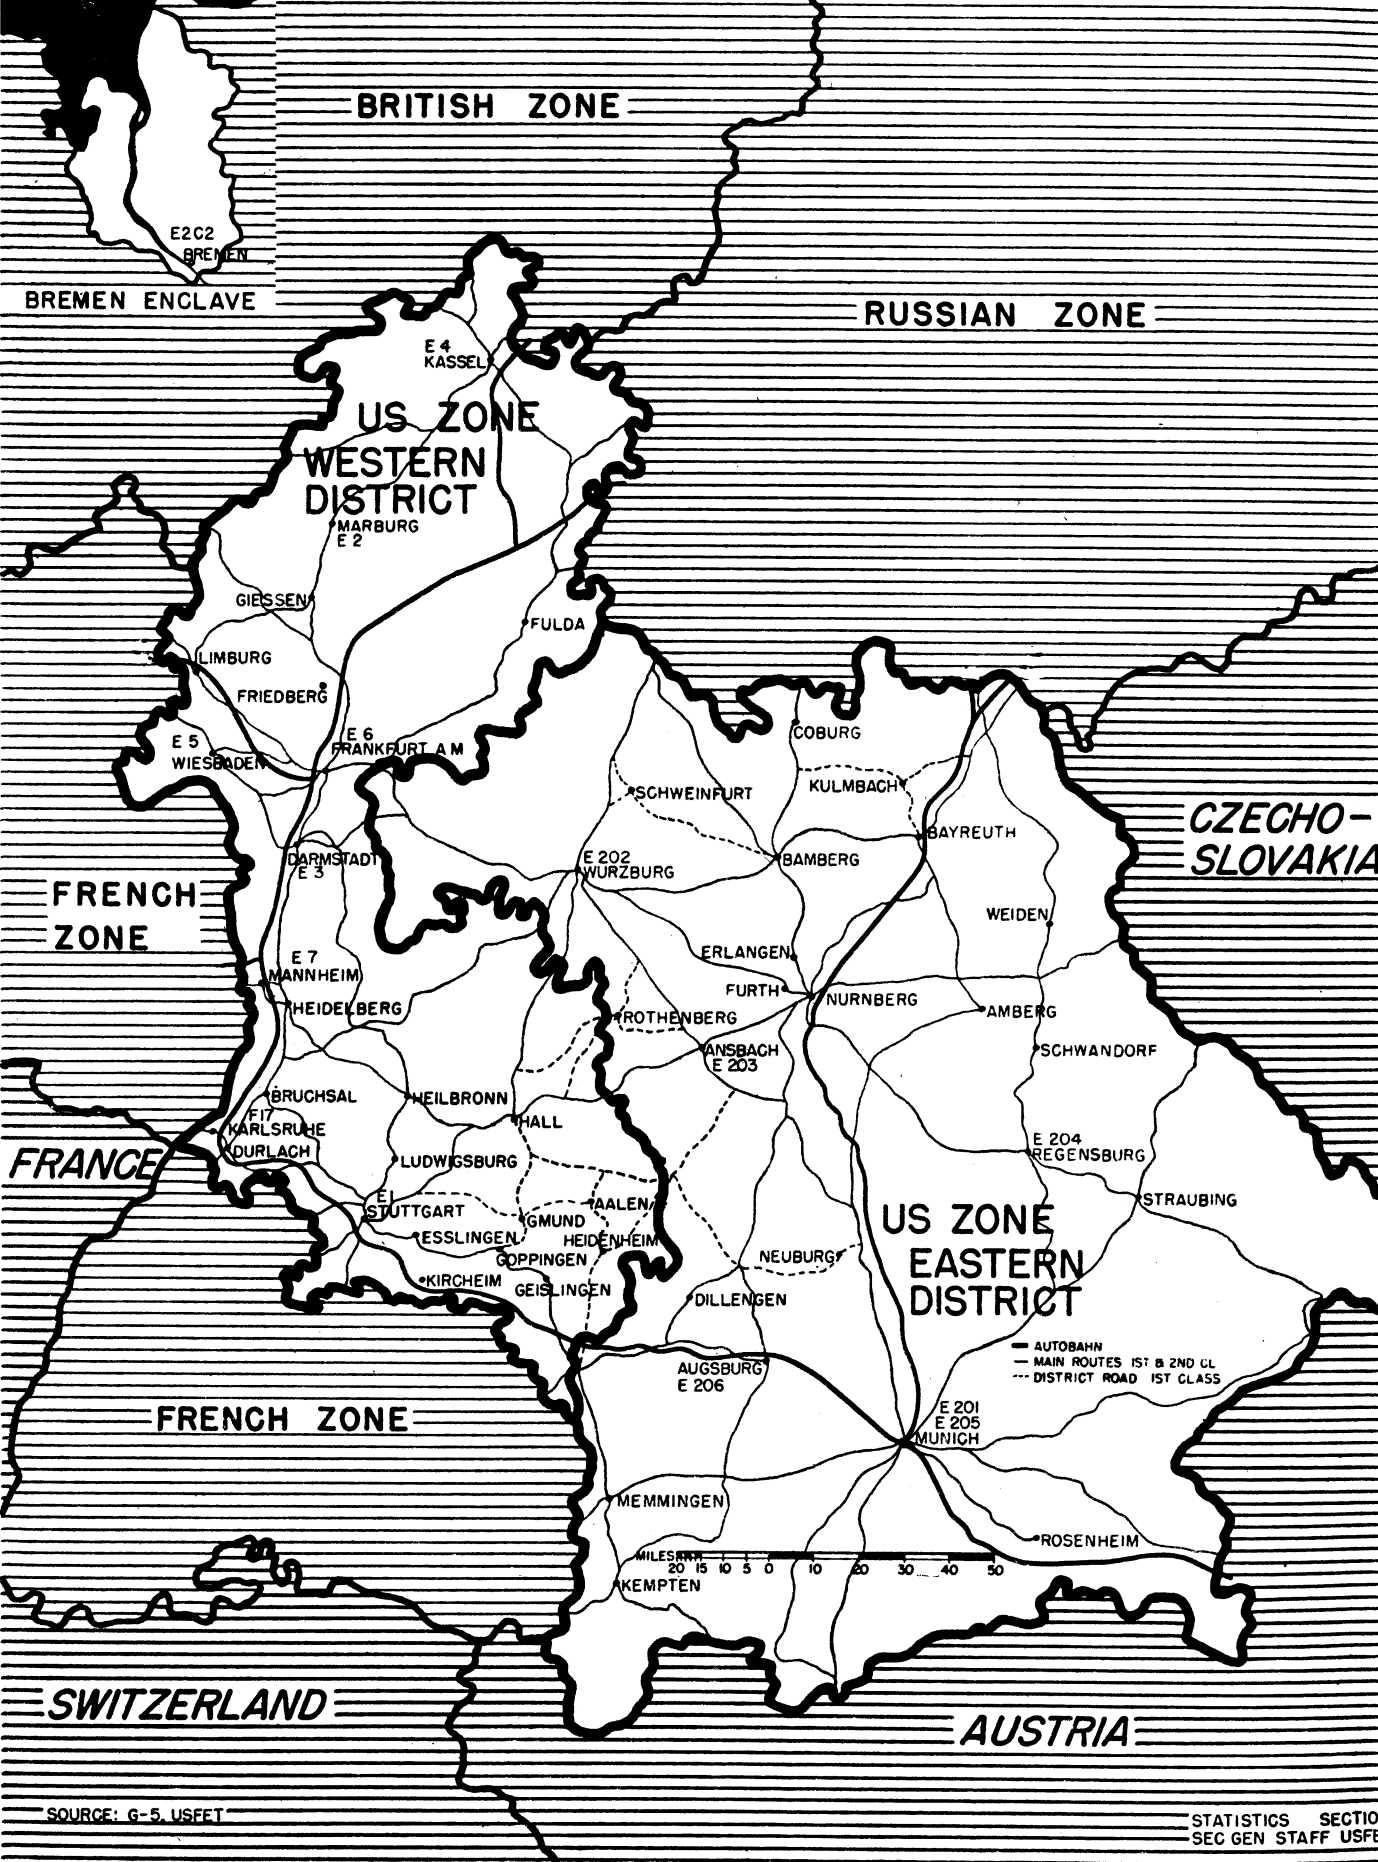 BRITISH ZONE
E2C2
BREMEN
BREMEN ENCLAVE
RUSSIAN ZONE
E 4
KASSEL
US ZONE
WESTERN
DISTRICT
MARBURG
E 2
GIESSEN
FULDA
LIMBURG
FRIEDBERG
E 5
WIESBADEN
E 6
FRANKFURT A M
COBURG
KULMBACH
SCHWEINFURT
CZECHO-
SLOVAKIA
BAYREUTH
DARMSTADT
E 3
E 202
WURZBURG
BAMBERG
FRENCH
ZONE
WEIDEN
ERLANGEN
E 7
MANNHEIM
FURTH
NURNBERG
HEIDELBERG
ROTHENBERG
AMBERG
ANSBACH
E 203
SCHWANDORF
BRUCHSAL
HEILBRONN
F17
KARLSRUHE
HALL
DURLACH
FRANCE
LUDWIGSBURG
E 204
REGENSBURG
E1
STUTTGART
AALEN
STRAUBING
GMUND
US ZONE
EASTERN
DISTRICT
ESSLINGEN
HEIDENHEIM
GOPPINGEN
NEUBURG
KIRCHEIM
GEISLINGEN
DILLENGEN
AUTOBAHN
MAIN ROUTES 1ST & 2ND CL
DISTRICT ROAD 1ST CLASS
AUGSBURG
E 206
FRENCH ZONE
E 201
E 205
MUNICH
MEMMINGEN
ROSENHEIM
MILES
20 15 10 5 0 10 20 30 40 50
KEMPTEN
SWITZERLAND
AUSTRIA
SOURCE: G-5, USFET
STATISTICS SECTIO
SEC GEN STAFF USFE